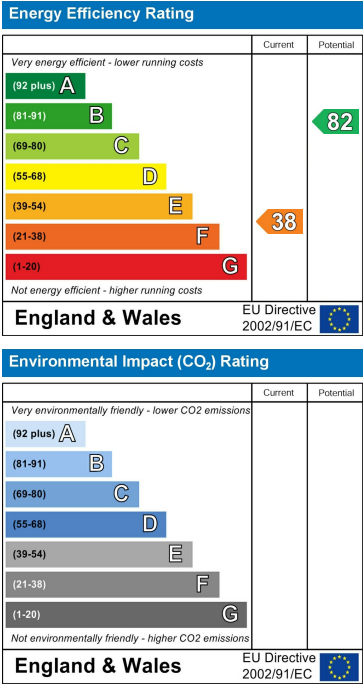 Energy Efficiency Rating
Current Potential
Very energy efficient - lower running costs
(92 plus) A
(81-91) B
82
(69-80) C
(55-68) D
(39-54) E
38
(21-38) F
(1-20) G
Not energy efficient - higher running costs
England & Wales
EU Directive
2002/91/EC
Environmental Impact (CO₂) Rating
Current Potential
Very environmentally friendly - lower CO2 emissions
(92 plus) A
(81-91) B
(69-80) C
(55-68) D
(39-54) E
(21-38) F
(1-20) G
Not environmentally friendly - higher CO2 emissions
England & Wales
EU Directive
2002/91/EC